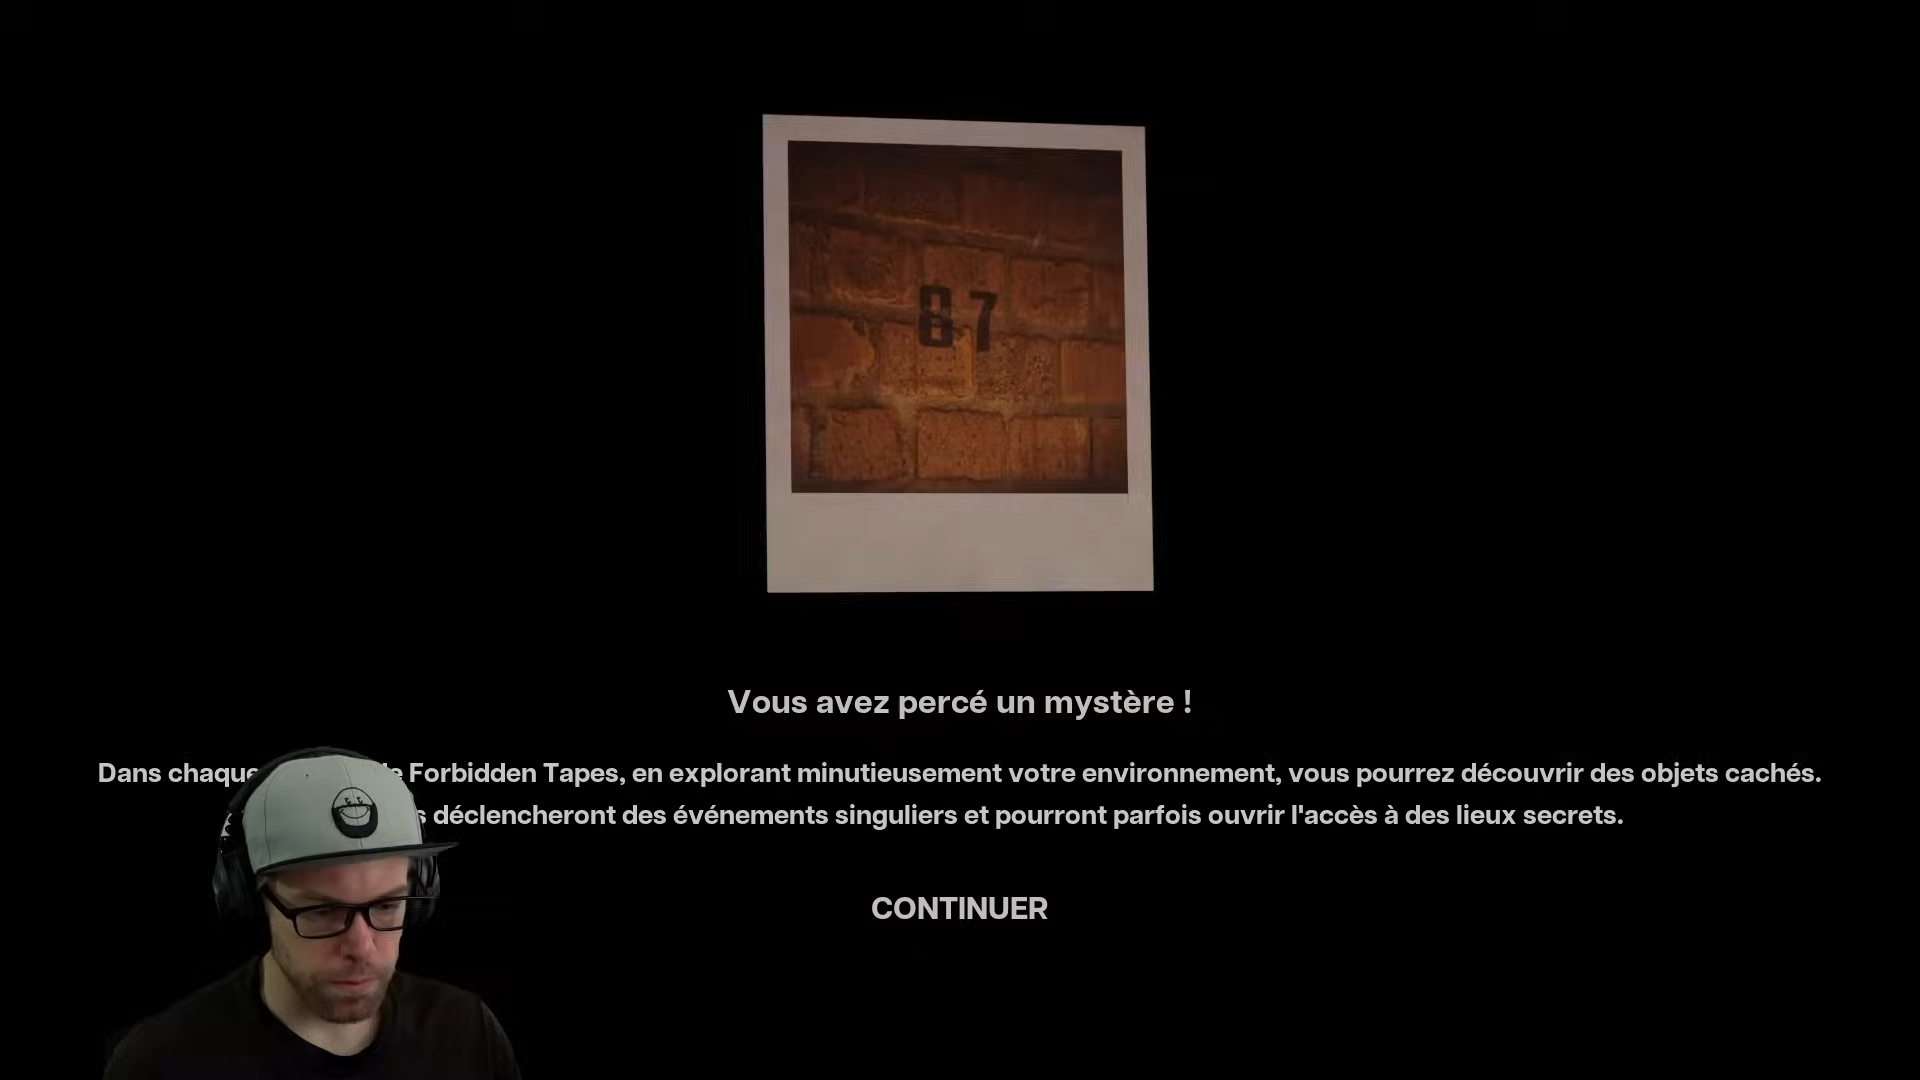 87
Vous avez percé un mystère !
Dans chaque Forbidden Tapes, en explorant minutieusement votre environnement, vous pourrez découvrir des objets cachés.
déclencheront des événements singuliers et pourront parfois ouvrir l'accès à des lieux secrets.
CONTINUER